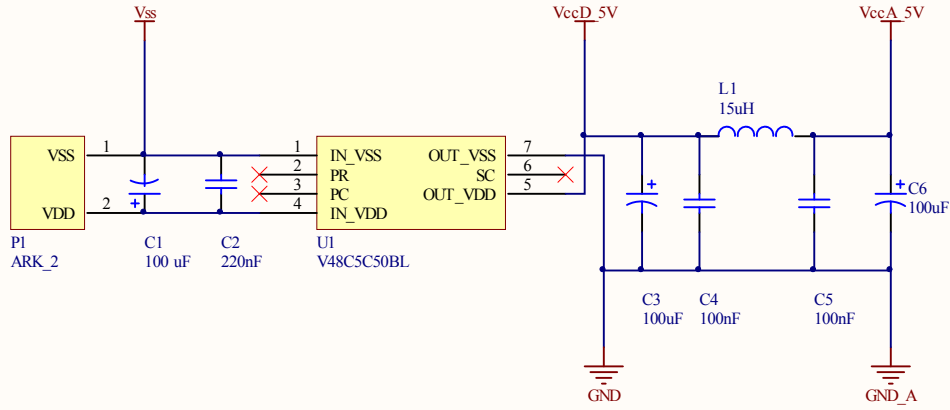 Vss
VccD_5V
VccA_5V
L1
15uH
1
VSS
2
VDD
P1
ARK_2
+
C1
100 uF
C2
220nF
1
IN_VSS
2
PR
3
PC
4
IN_VDD
OUT_VSS
7
SC
6
OUT_VDD
5
U1
V48C5C50BL
+
C3
100uF
C4
100nF
C5
100nF
+
C6
100uF
GND
GND_A